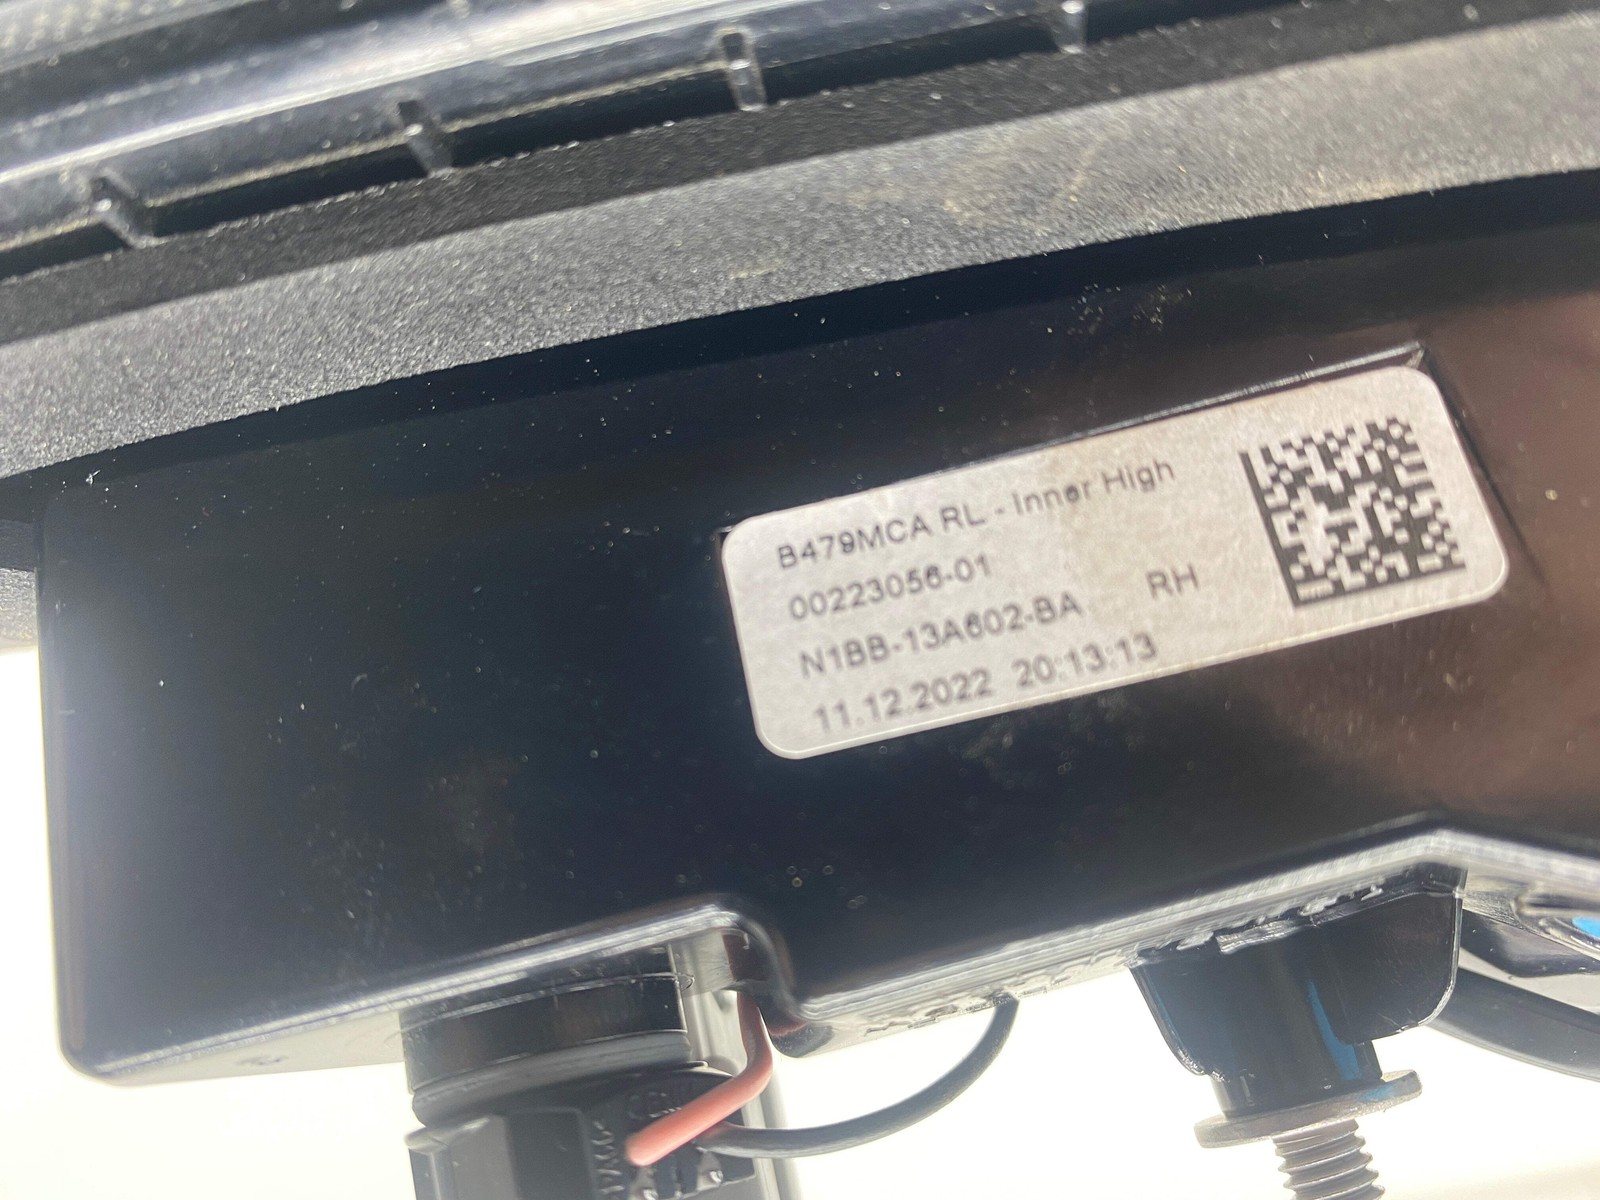 B479MCA RL - Inner High
00223056-01
N1BB-13A602-BA RH
11.12.2022 20:13:13